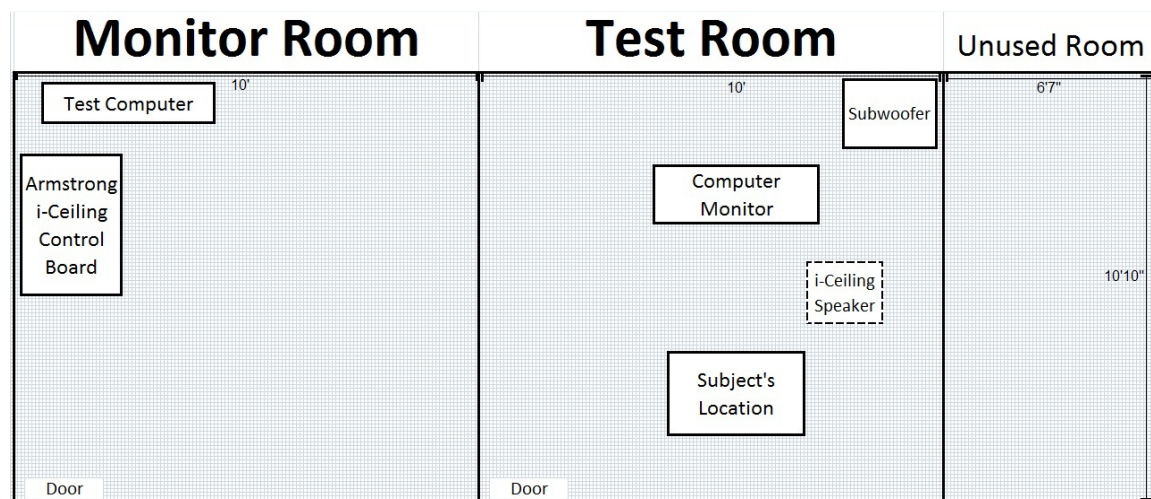 Monitor Room
Test Room
Unused Room
10'
10'
6'7"
Test Computer
Subwoofer
Armstrong
i-Ceiling
Control
Board
Computer
Monitor
i-Ceiling
Speaker
10'10"
Subject's
Location
Door
Door